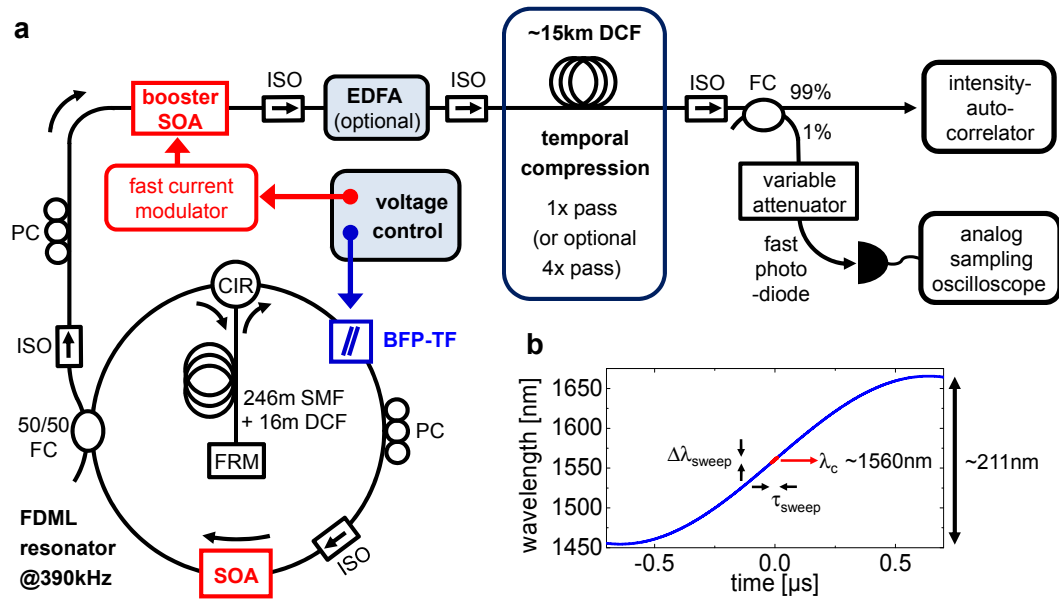 a
~15km DCF
temporal
compression
1x pass
(or optional
4x pass)
ISO
booster
SOA
ISO
EDFA
(optional)
ISO
FC
99%
1%
intensity-
auto-
correlator
fast current
modulator
voltage
control
variable
attenuator
fast
photo
-diode
analog
sampling
oscilloscope
PC
CIR
BFP-TF
ISO
246m SMF
+ 16m DCF
FRM
50/50
FC
PC
FDML
resonator
@390kHz
SOA
ISO
b
wavelength [nm]
1650
1600
1550
1500
1450
Δλsweep
τsweep
λc ~1560nm
~211nm
-0.5
0.0
0.5
time [µs]